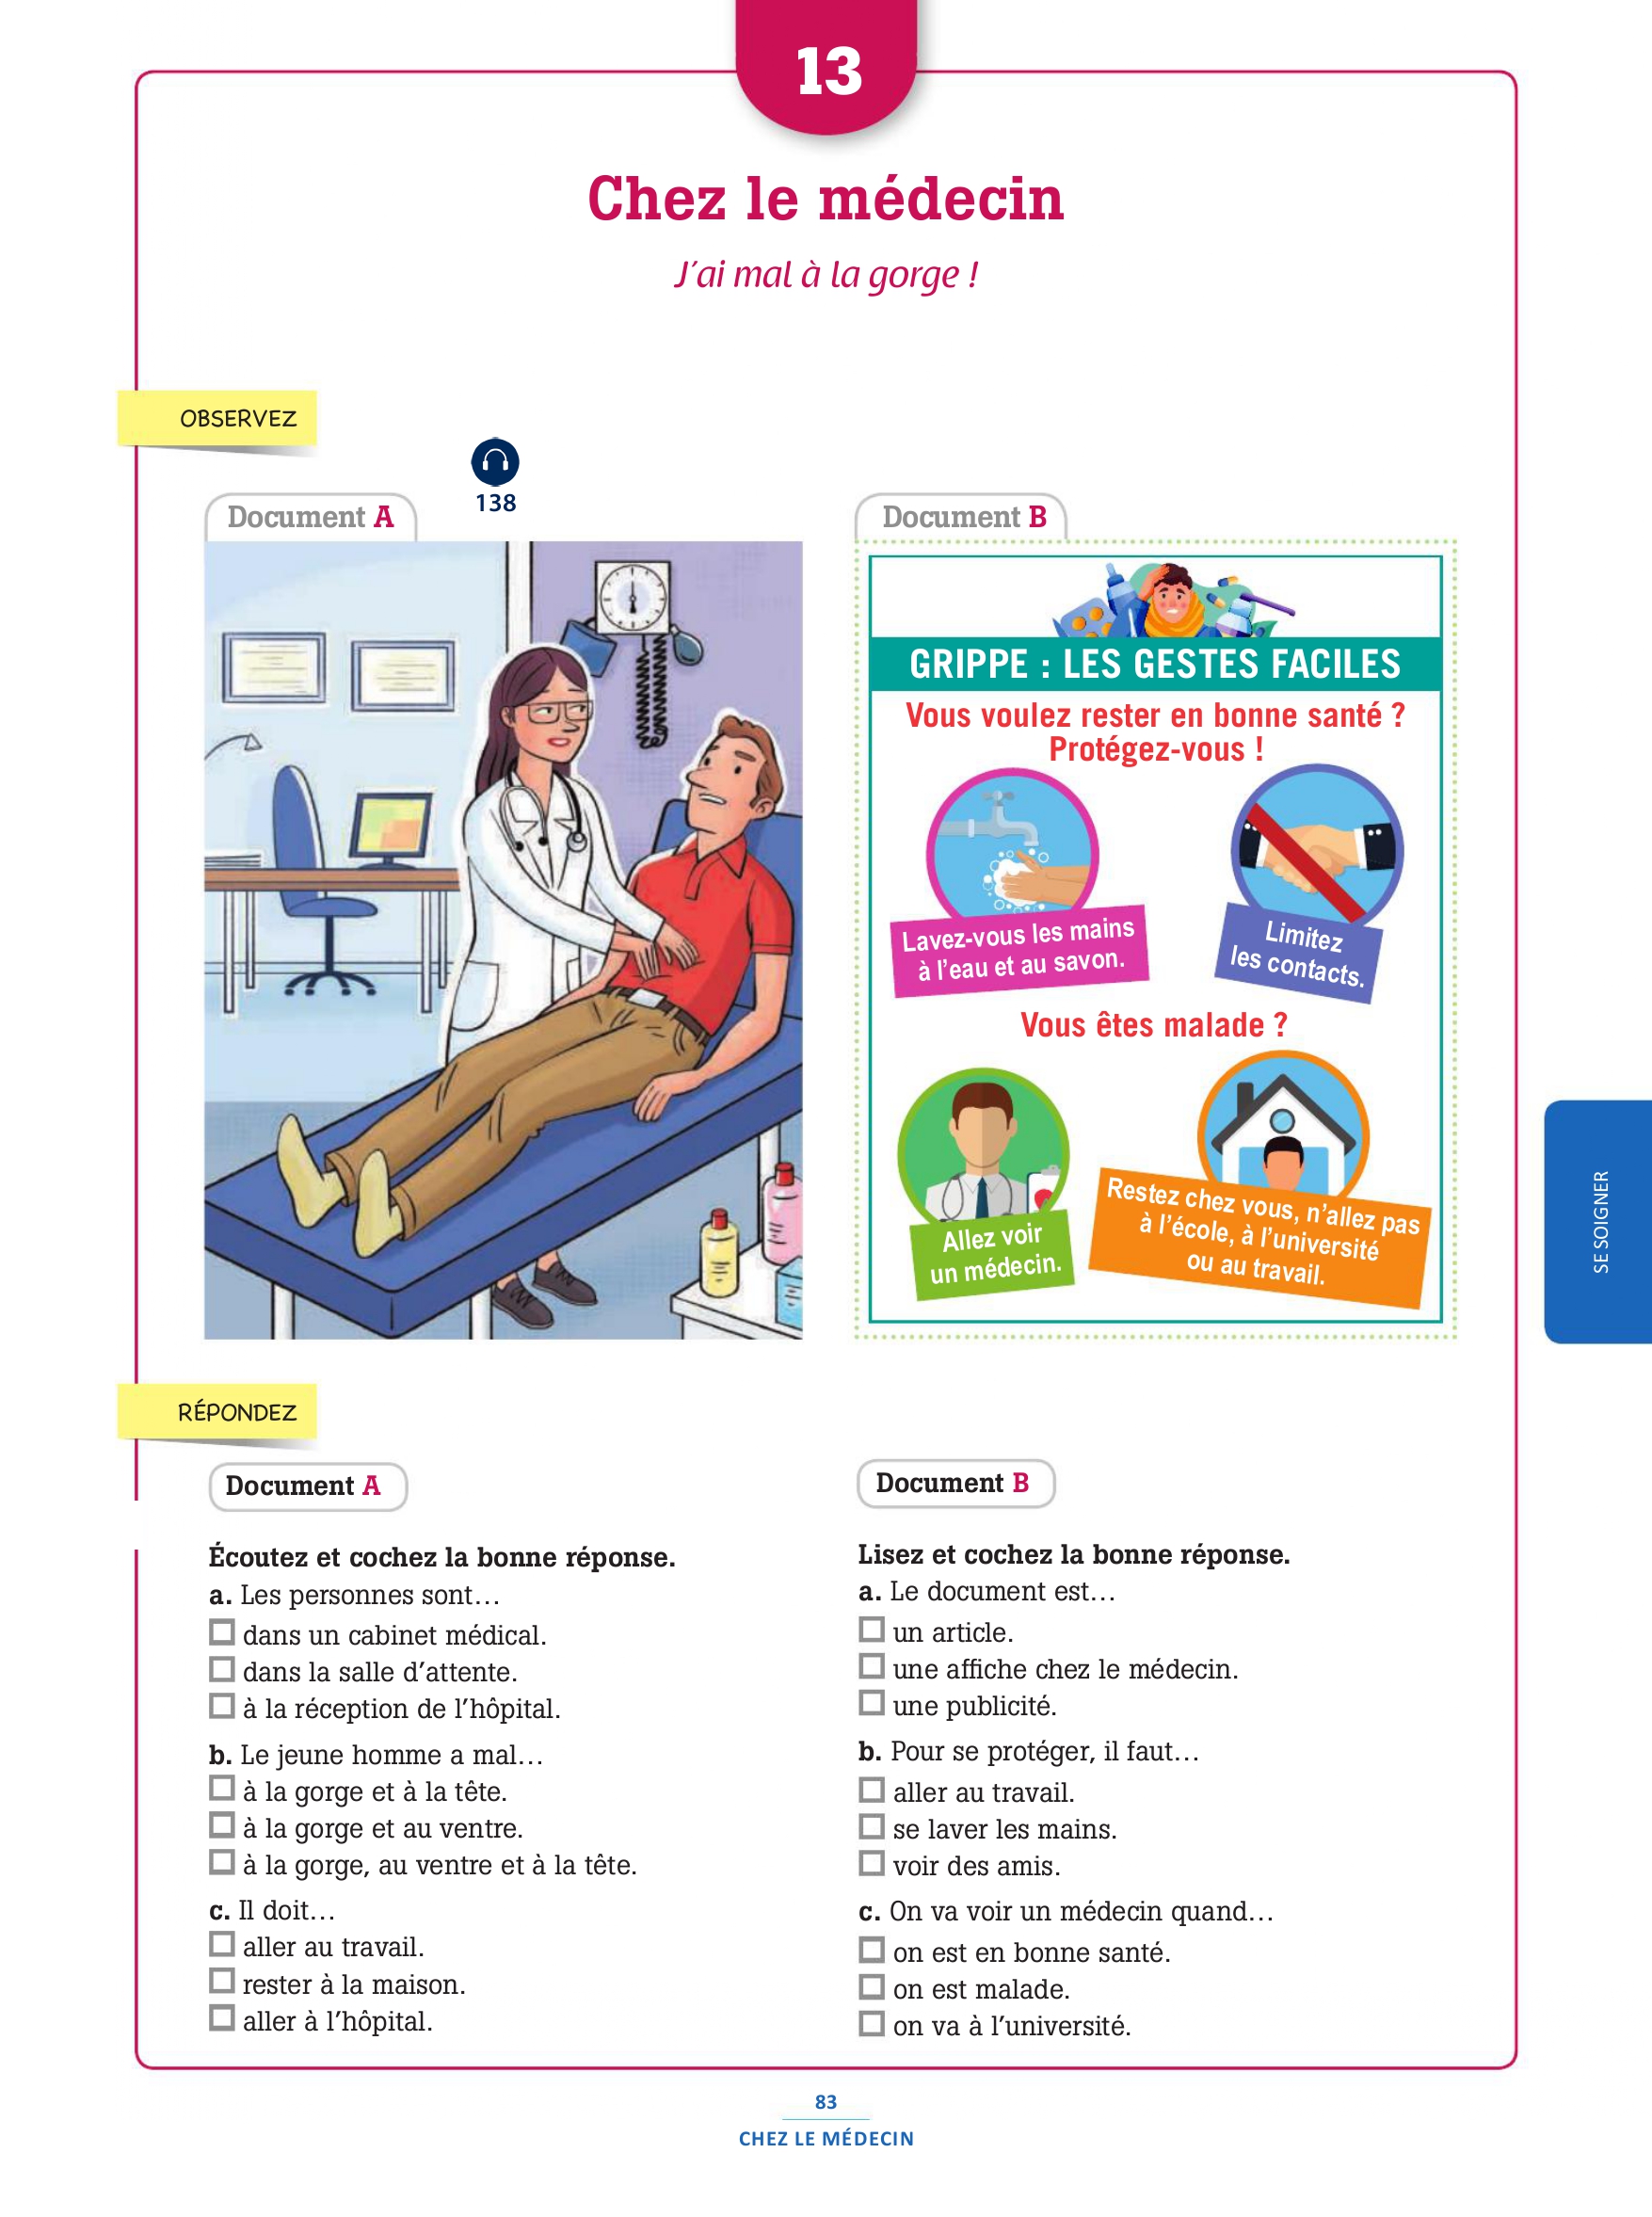 13
Chez le médecin
J'ai mal à la gorge !
OBSERVEZ
138
Document A
Document B
GRIPPE : LES GESTES FACILES
Vous voulez rester en bonne santé ?
Protégez-vous !
Lavez-vous les mains
à l'eau et au savon.
Limitez
les contacts.
Vous êtes malade ?
Allez voir
un médecin.
Restez chez vous, n'allez pas
à l'école, à l'université
ou au travail.
SE SOIGNER
RÉPONDEZ
Document A
Écoutez et cochez la bonne réponse.
a. Les personnes sont…
dans un cabinet médical.
dans la salle d'attente.
à la réception de l'hôpital.
b. Le jeune homme a mal…
à la gorge et à la tête.
à la gorge et au ventre.
à la gorge, au ventre et à la tête.
c. Il doit…
aller au travail.
rester à la maison.
aller à l'hôpital.
Document B
Lisez et cochez la bonne réponse.
a. Le document est…
un article.
une affiche chez le médecin.
une publicité.
b. Pour se protéger, il faut…
aller au travail.
se laver les mains.
voir des amis.
c. On va voir un médecin quand…
on est en bonne santé.
on est malade.
on va à l'université.
83
CHEZ LE MÉDECIN